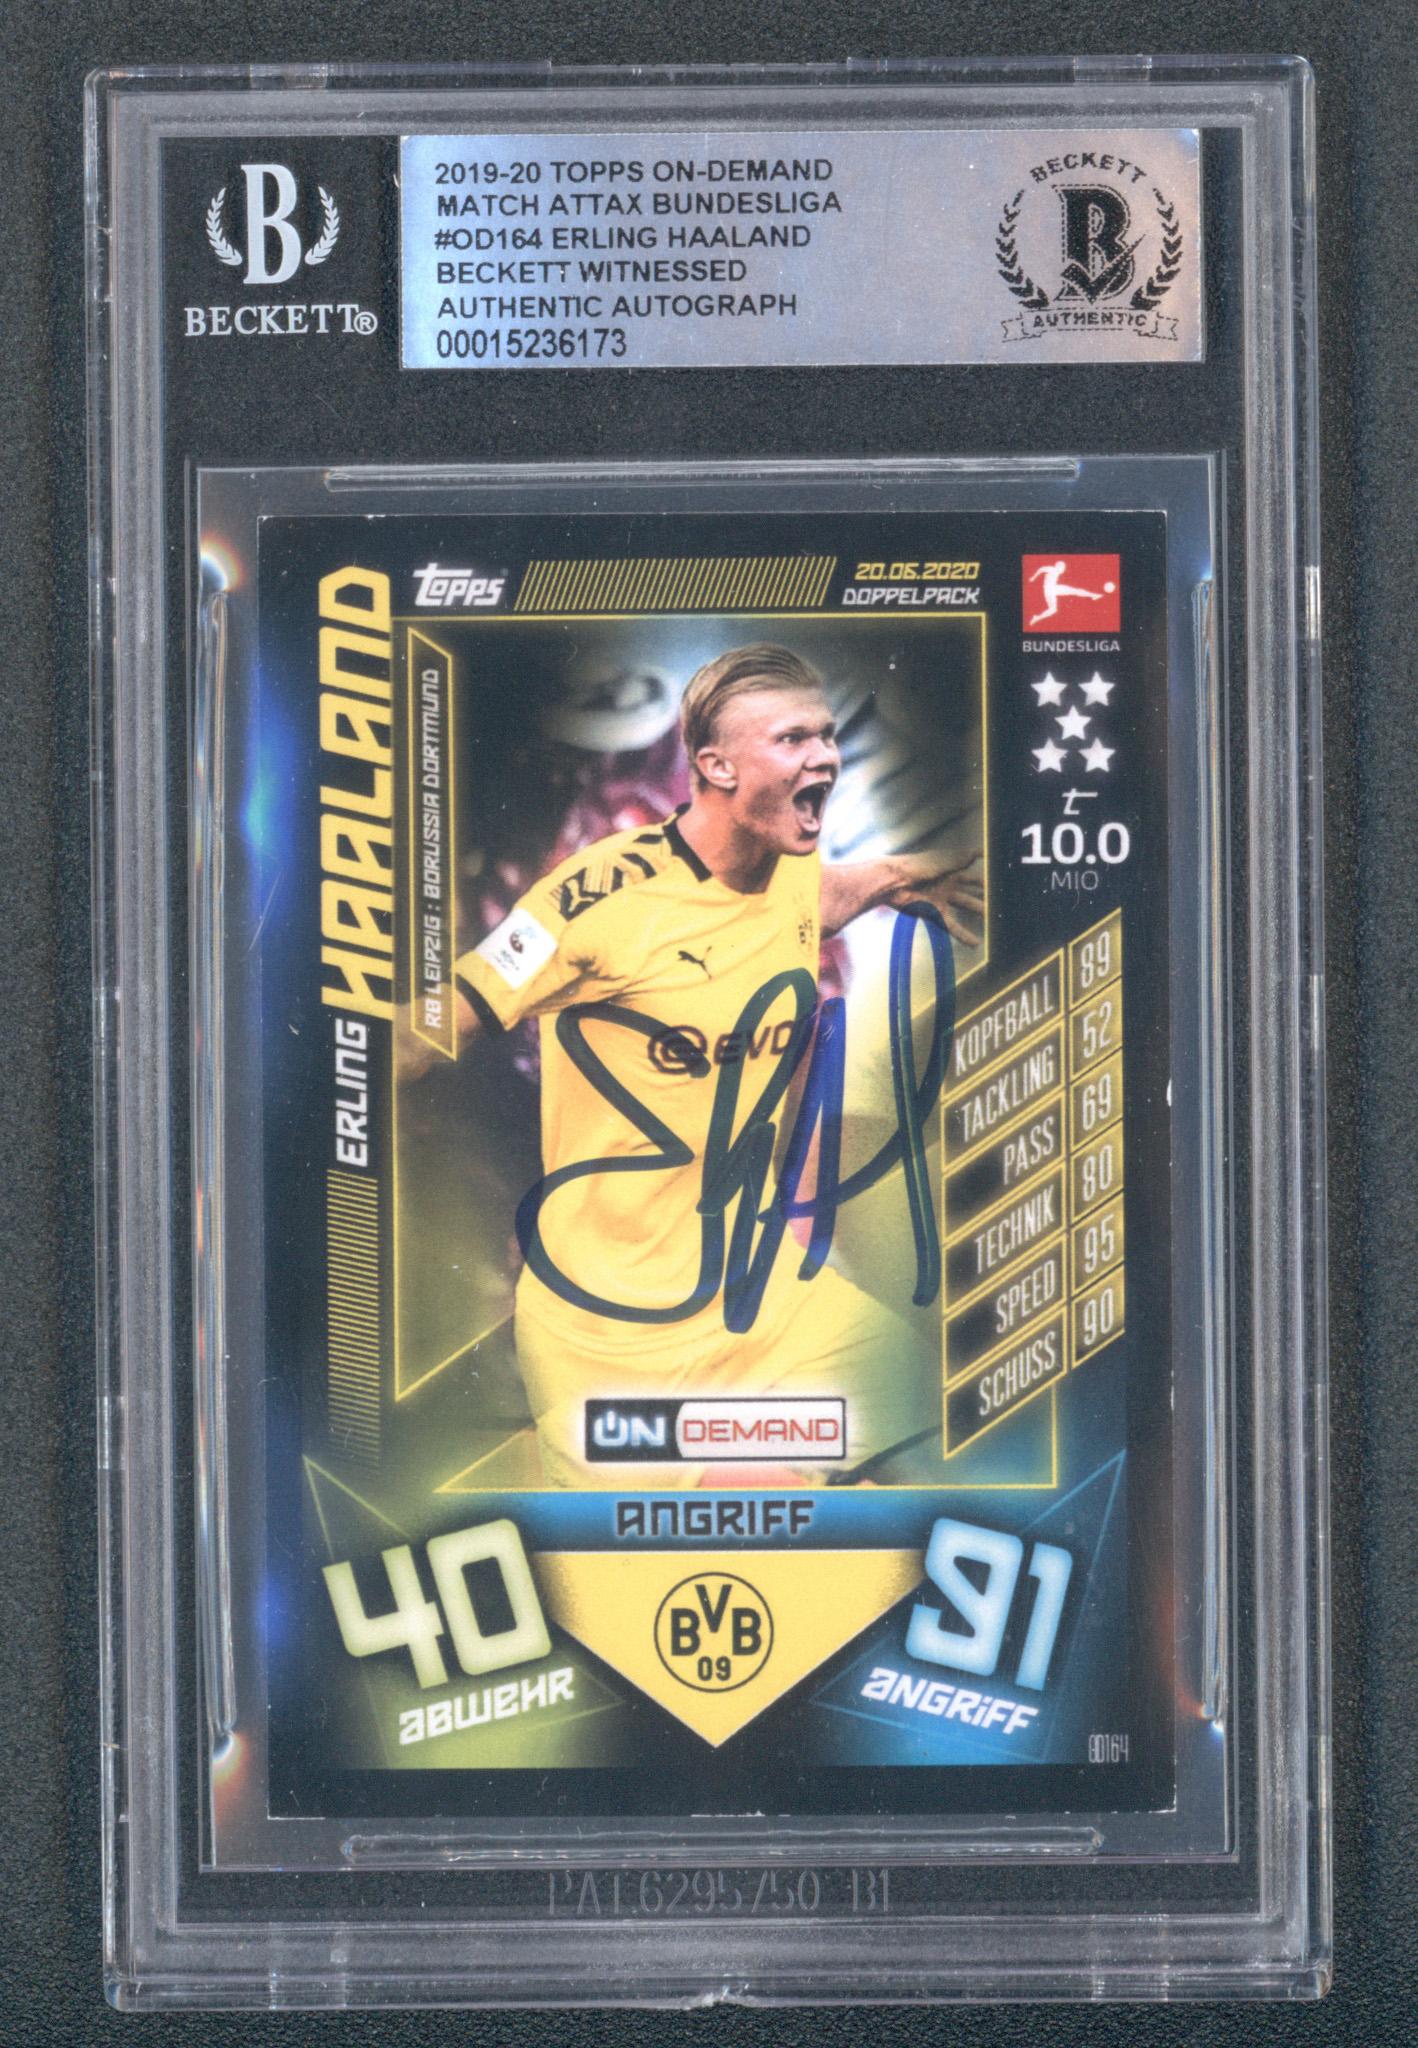 BECKETT®
2019-20 TOPPS ON-DEMAND
MATCH ATTAX BUNDESLIGA
#OD164 ERLING HAALAND
BECKETT WITNESSED
AUTHENTIC AUTOGRAPH
00015236173
BECKETT
B
AUTHENTIC
topps
20.06.2020
DOPPELPACK
BUNDESLIGA
ERLING HAALAND
RB LEIPZIG : BORUSSIA DORTMUND
t
10.0
MIO
KOPFBALL 89
TACKLING 52
PASS 69
TECHNIK 80
SPEED 95
SCHUSS 90
EVO
ON DEMAND
ANGRIFF
40
ABWEHR
BVB
09
91
ANGRIFF
OD164
PAT.6295750 B1